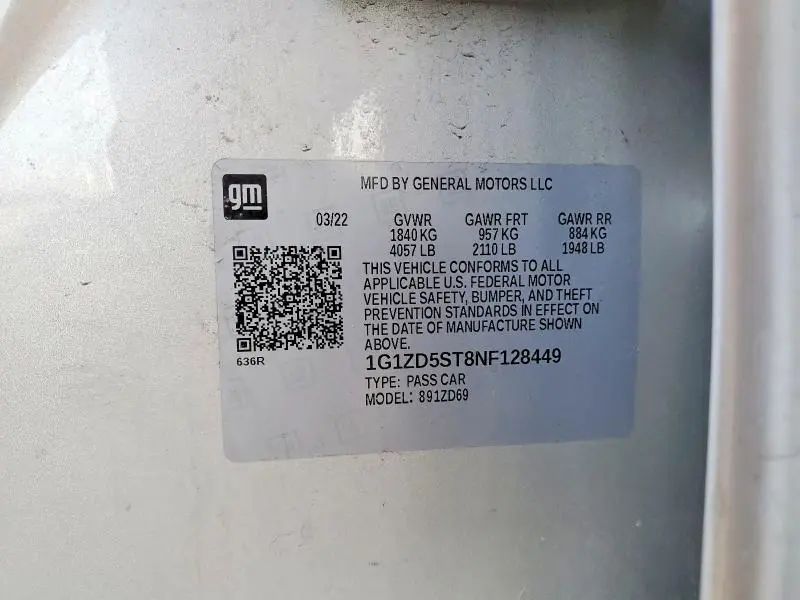 gm
MFD BY GENERAL MOTORS LLC
03/22 GVWR GAWR FRT GAWR RR
1840 KG 957 KG 884 KG
4057 LB 2110 LB 1948 LB
THIS VEHICLE CONFORMS TO ALL
APPLICABLE U.S. FEDERAL MOTOR
VEHICLE SAFETY, BUMPER, AND THEFT
PREVENTION STANDARDS IN EFFECT ON
THE DATE OF MANUFACTURE SHOWN
ABOVE.
636R
1G1ZD5ST8NF128449
TYPE: PASS CAR
MODEL: 891ZD69